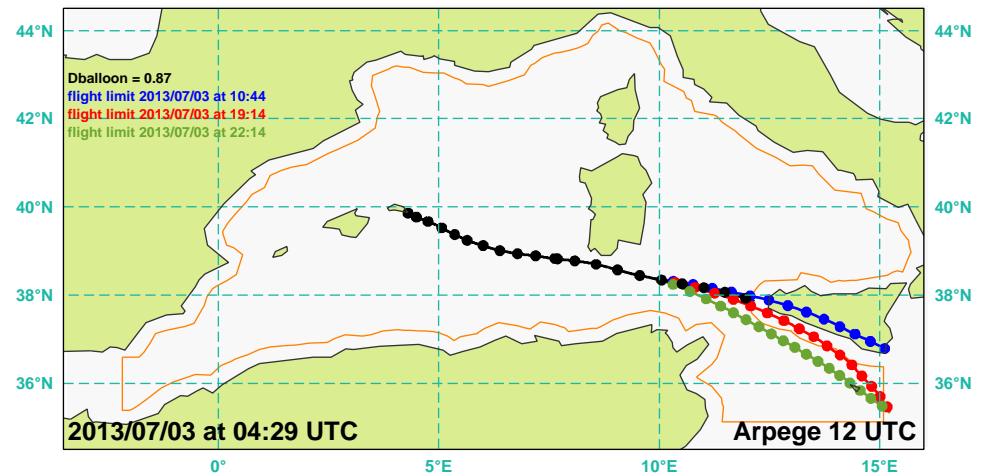 44°N
44°N
Dballoon = 0.87
flight limit 2013/07/03 at 10:44
flight limit 2013/07/03 at 19:14
flight limit 2013/07/03 at 22:14
42°N
42°N
40°N
40°N
38°N
38°N
36°N
36°N
2013/07/03 at 04:29 UTC
Arpege 12 UTC
0°
5°E
10°E
15°E